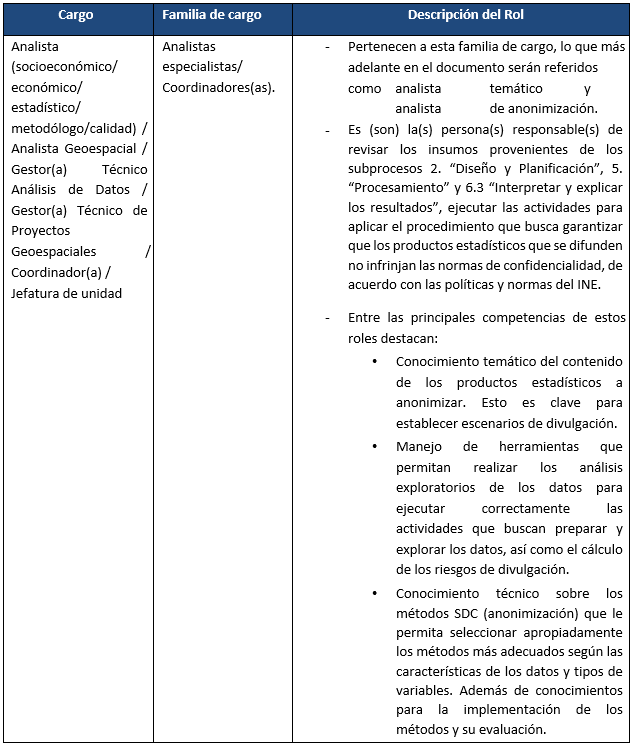 Cargo
Familia de cargo
Descripción del Rol
Analista
(socioeconómico/
económico/
estadístico/
metodólogo/calidad) /
Analista Geoespacial /
Gestor(a) Técnico
Análisis de Datos /
Gestor(a) Técnico de
Proyectos
Geoespaciales /
Coordinador(a) /
Jefatura de unidad
Analistas
especialistas/
Coordinadores(as).
- Pertenecen a esta familia de cargo, lo que más
adelante en el documento serán referidos
como analista temático y
analista de anonimización.
- Es (son) la(s) persona(s) responsable(s) de
revisar los insumos provenientes de los
subprocesos 2. “Diseño y Planificación”, 5.
“Procesamiento” y 6.3 “Interpretar y explicar
los resultados”, ejecutar las actividades para
aplicar el procedimiento que busca garantizar
que los productos estadísticos que se difunden
no infrinjan las normas de confidencialidad, de
acuerdo con las políticas y normas del INE.
- Entre las principales competencias de estos
roles destacan:
• Conocimiento temático del contenido
de los productos estadísticos a
anonimizar. Esto es clave para
establecer escenarios de divulgación.
• Manejo de herramientas que
permitan realizar los análisis
exploratorios de los datos para
ejecutar correctamente las
actividades que buscan preparar y
explorar los datos, así como el cálculo
de los riesgos de divulgación.
• Conocimiento técnico sobre los
métodos SDC (anonimización) que le
permita seleccionar apropiadamente
los métodos más adecuados según las
características de los datos y tipos de
variables. Además de conocimientos
para la implementación de los
métodos y su evaluación.